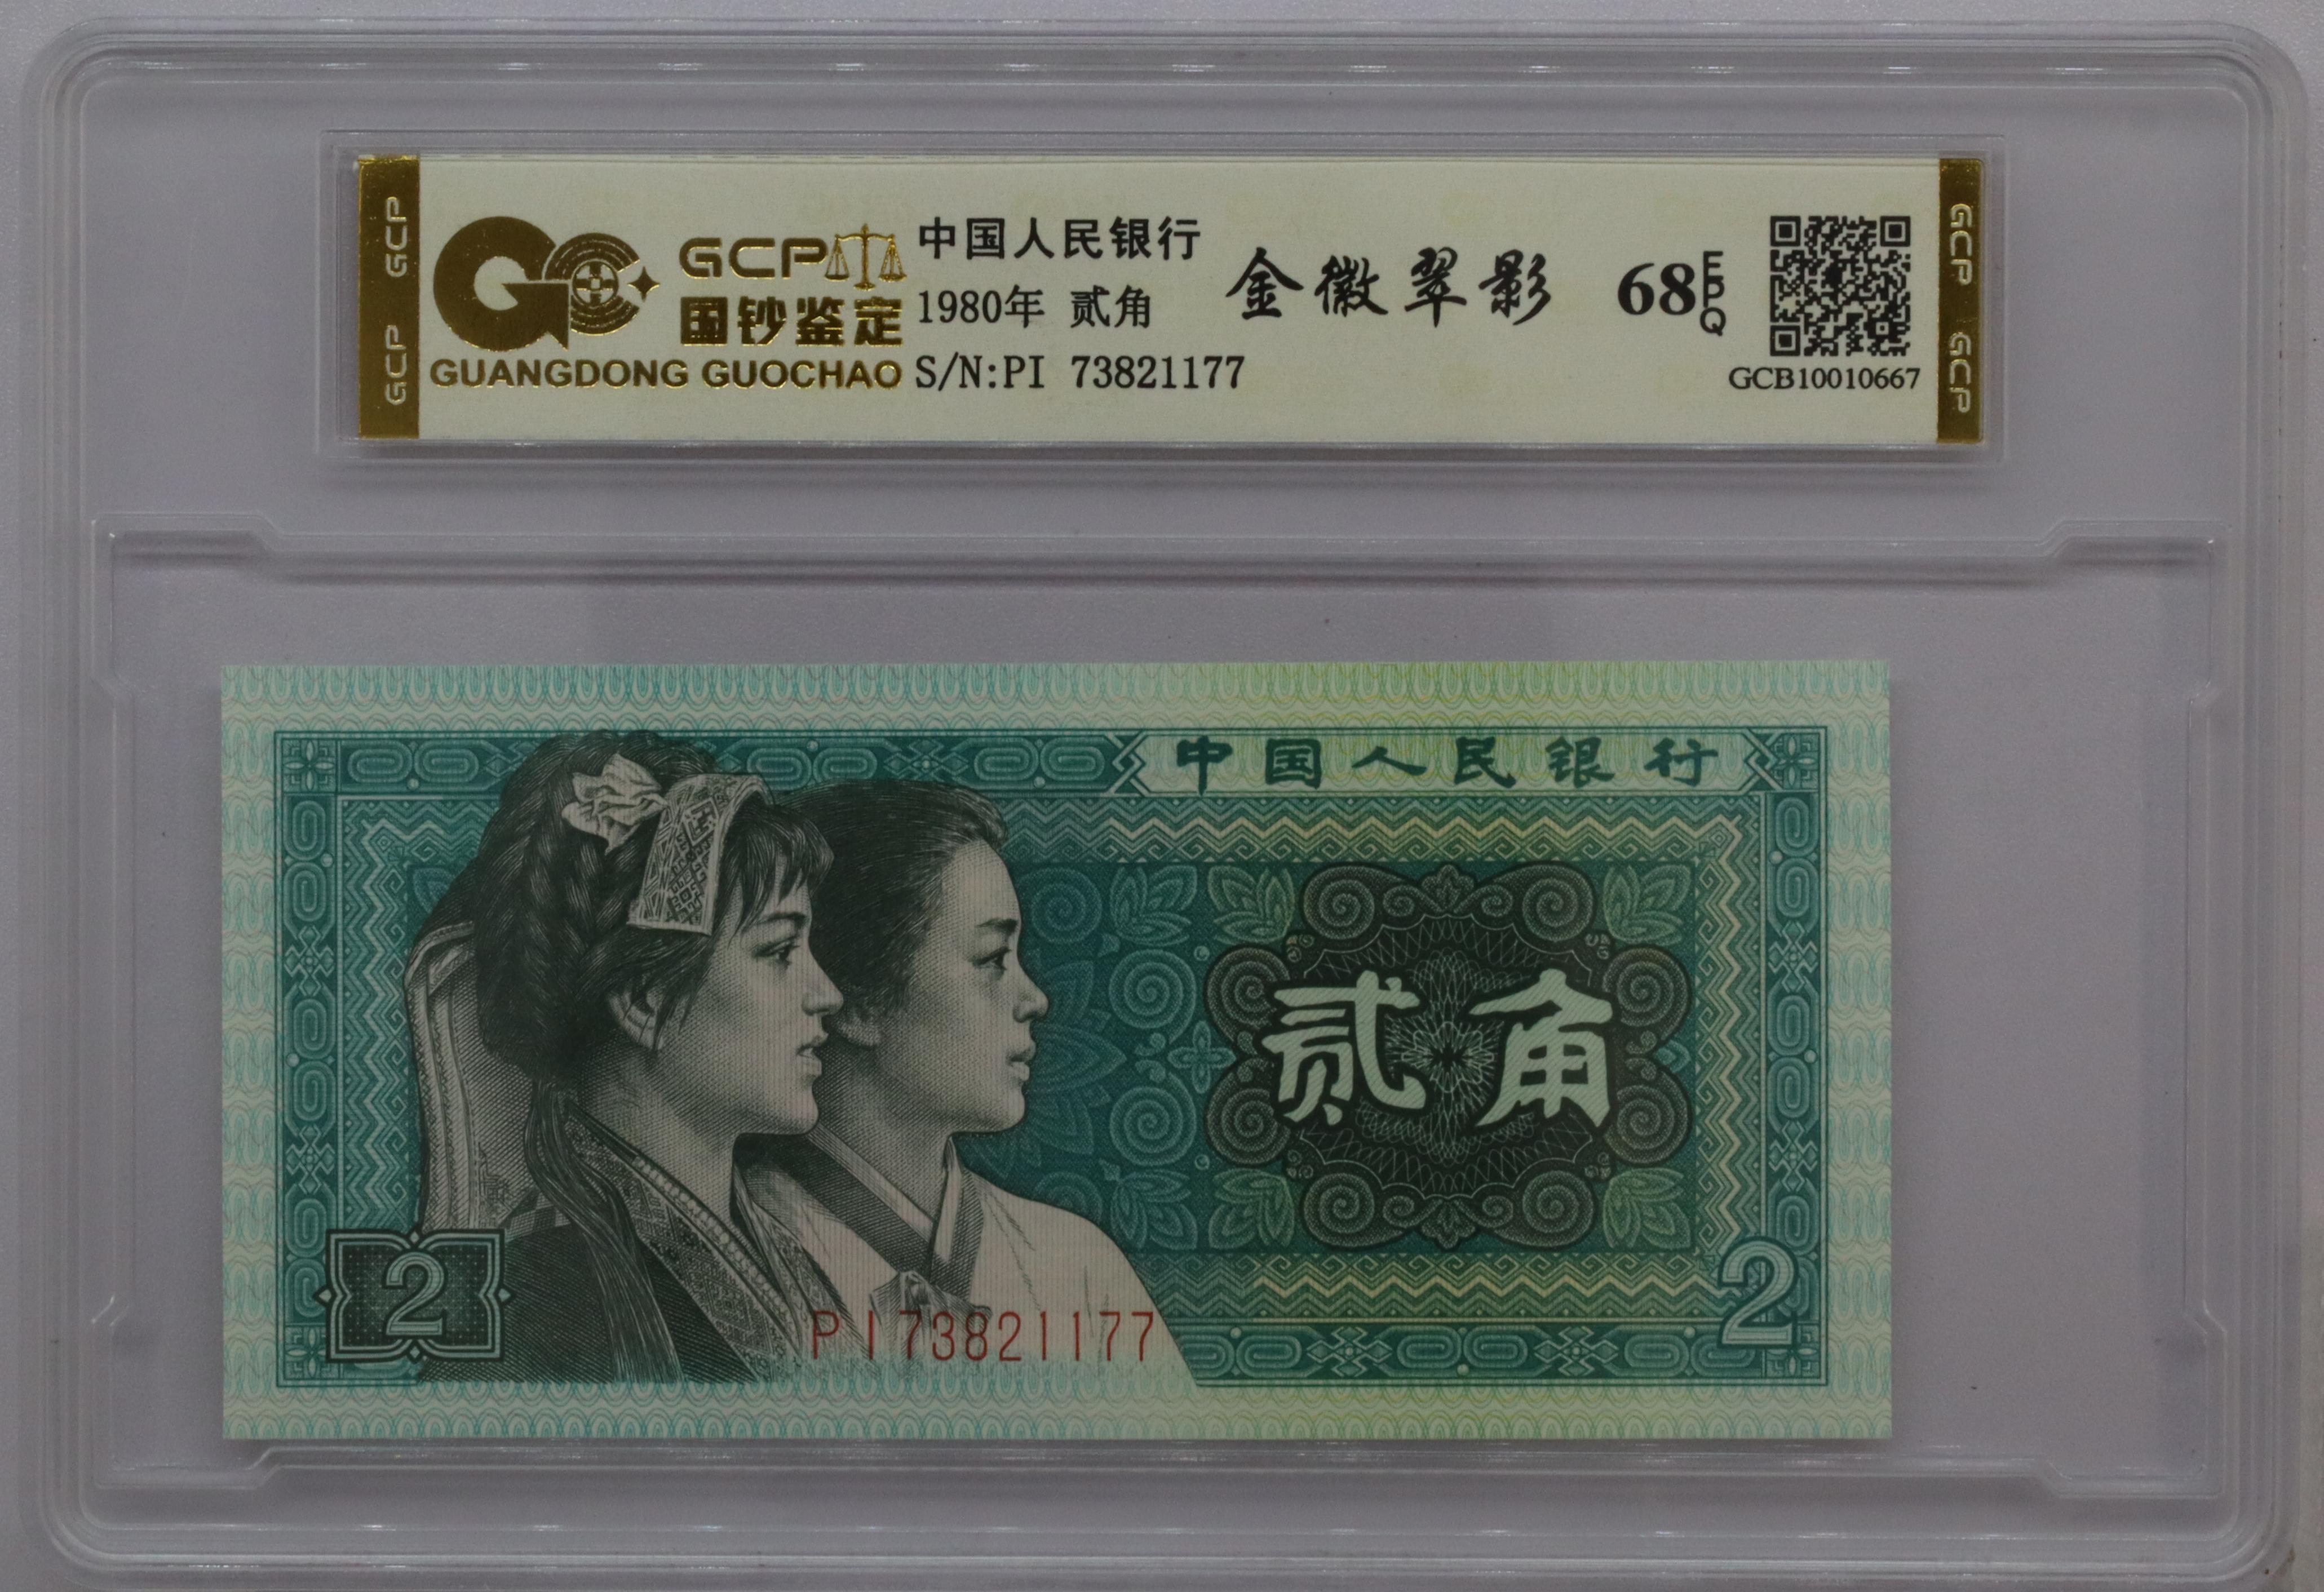 GCP GCP
GCP
国钞鉴定
GUANGDONG GUOCHAO
中国人民银行
1980年 贰角
S/N:PI 73821177
金徽翠影
68 EPQ
GCB10010667
GCP GCP
中国人民银行
贰角
2
PI73821177
2